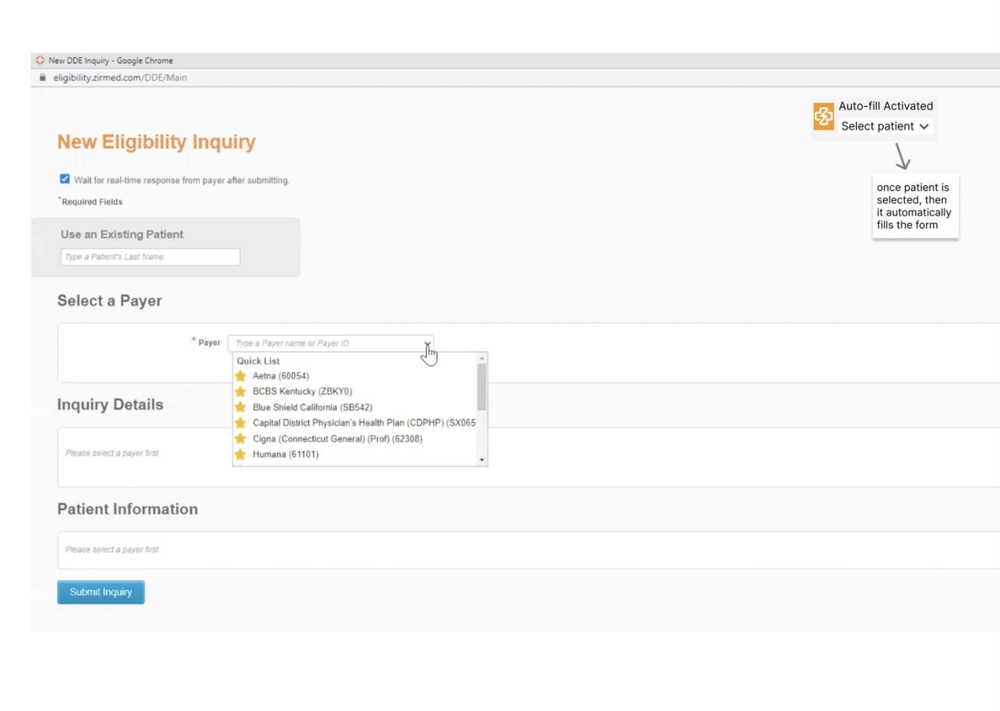 New DDE Inquiry - Google Chrome
eligibility.zirmed.com/DDE/Main
Auto-fill Activated
Select patient
once patient is
selected, then
it automatically
fills the form
New Eligibility Inquiry
Wait for real-time response from payer after submitting.
*Required Fields
Use an Existing Patient
Type a Patient's Last Name
Select a Payer
* Payer
Type a Payer name or Payer ID
Quick List
Aetna (60054)
BCBS Kentucky (ZBKY0)
Blue Shield California (SB542)
Capital District Physician's Health Plan (CDPHP) (SX065
Cigna (Connecticut General) (Prof) (62308)
Humana (61101)
Inquiry Details
Please select a payer first
Patient Information
Please select a payer first
Submit Inquiry